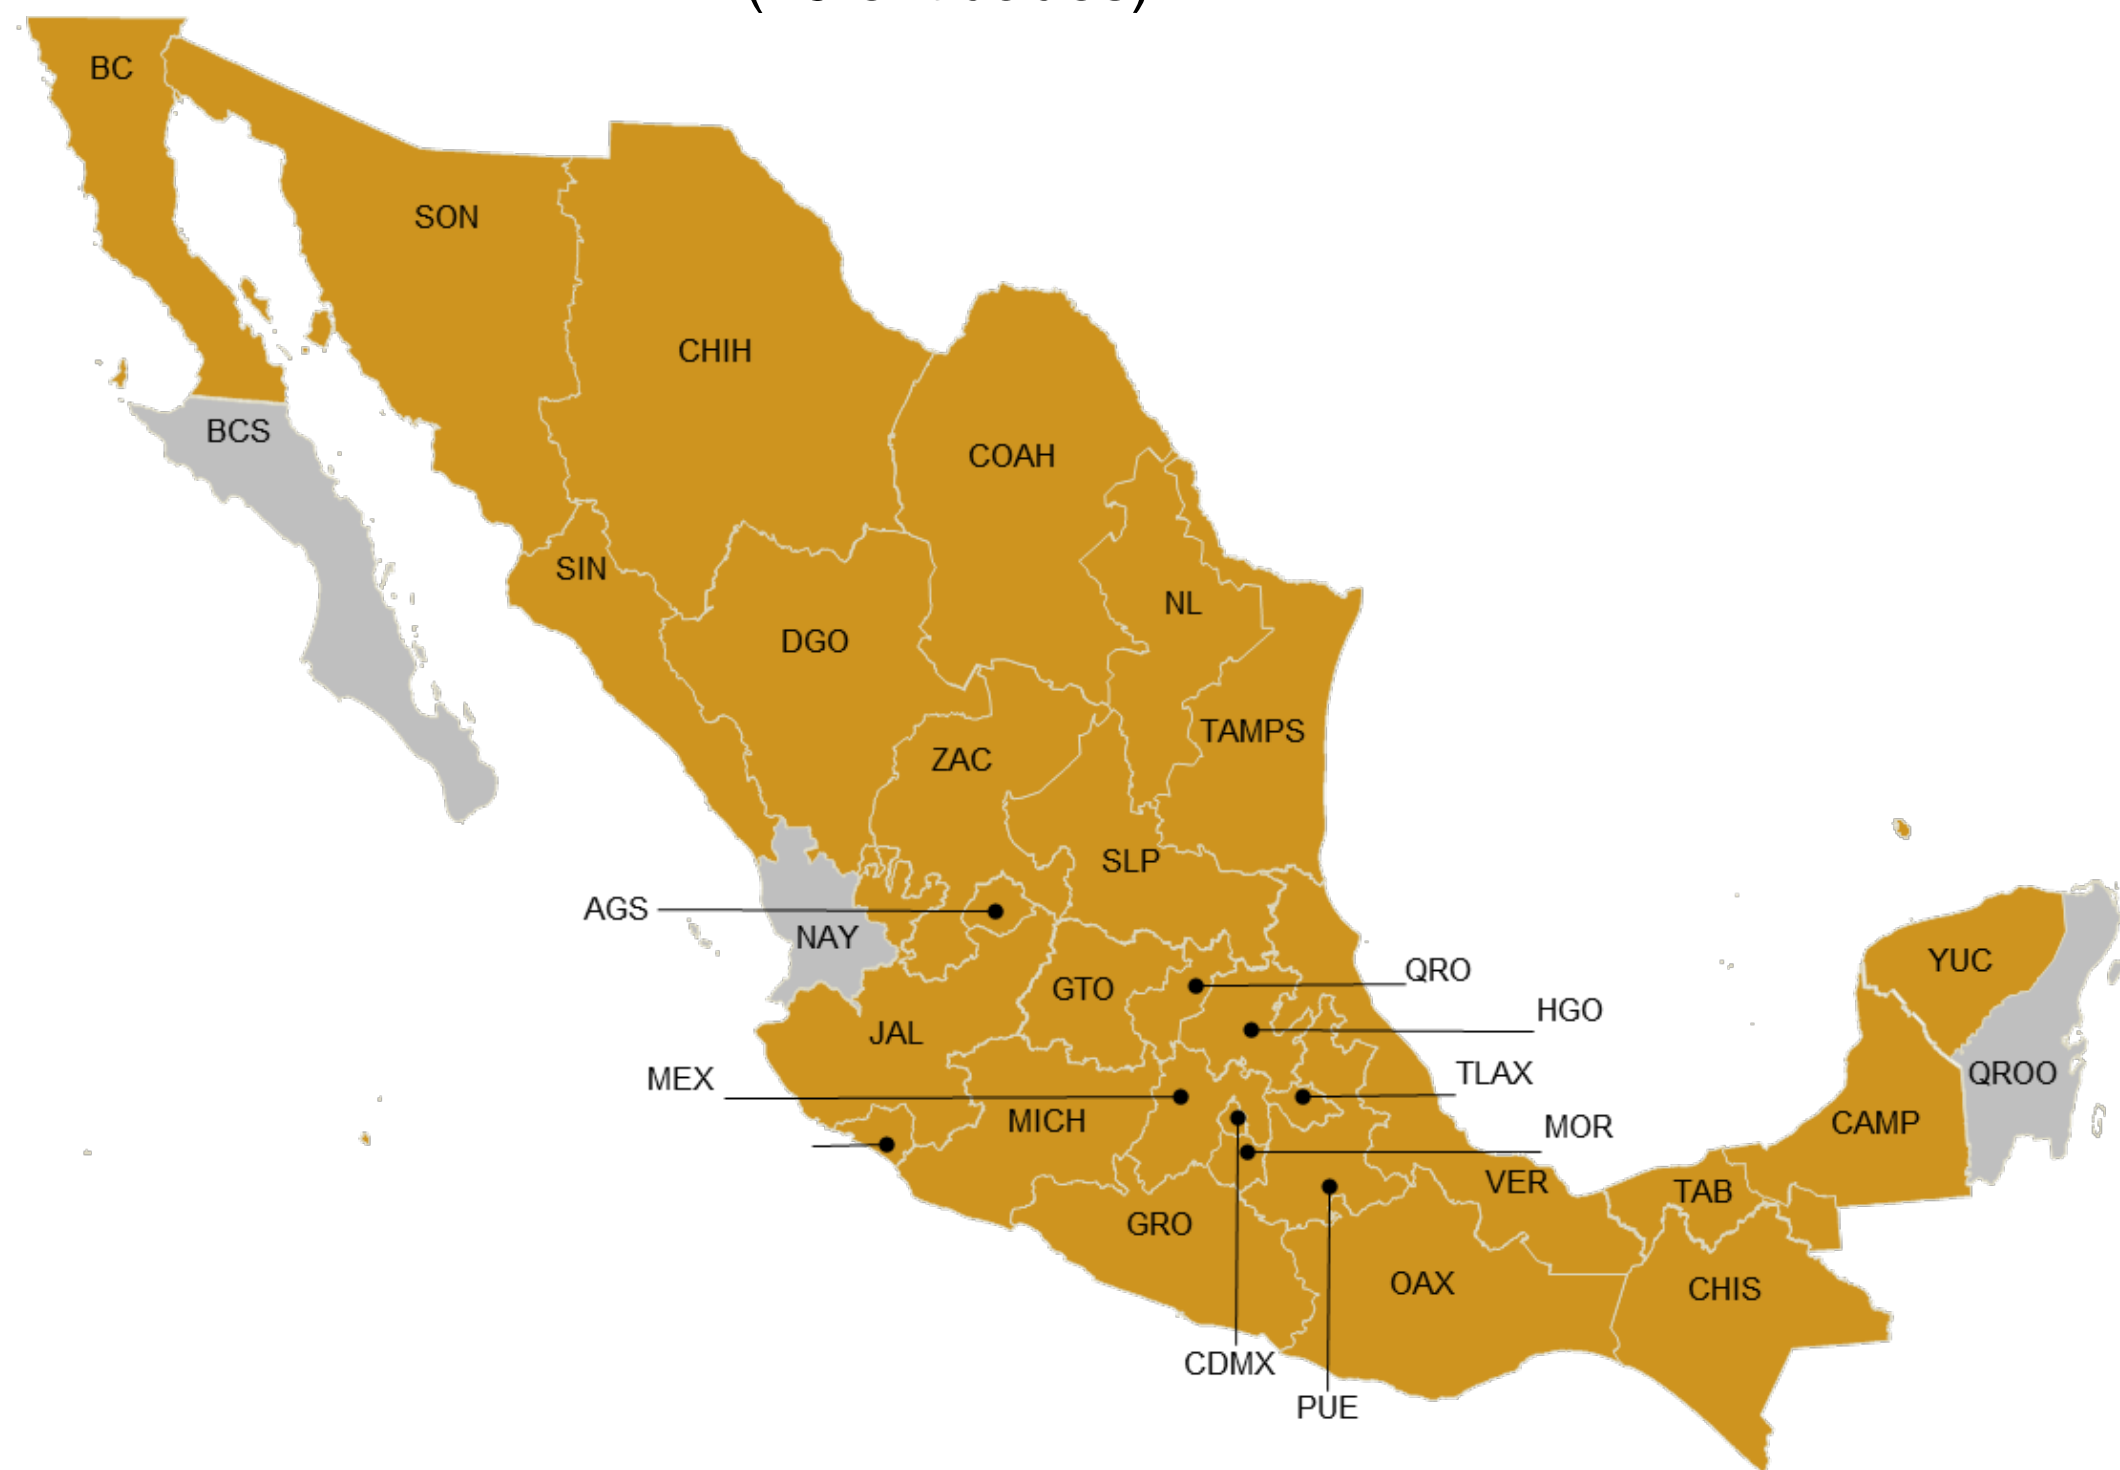 BC
SON
CHIH
COAH
BCS
SIN
NL
DGO
TAMPS
ZAC
SLP
AGS
NAY
YUC
QRO
GTO
HGO
JAL
QROO
TLAX
MEX
MICH
CAMP
MOR
VER
TAB
GRO
OAX
CHIS
CDMX
PUE